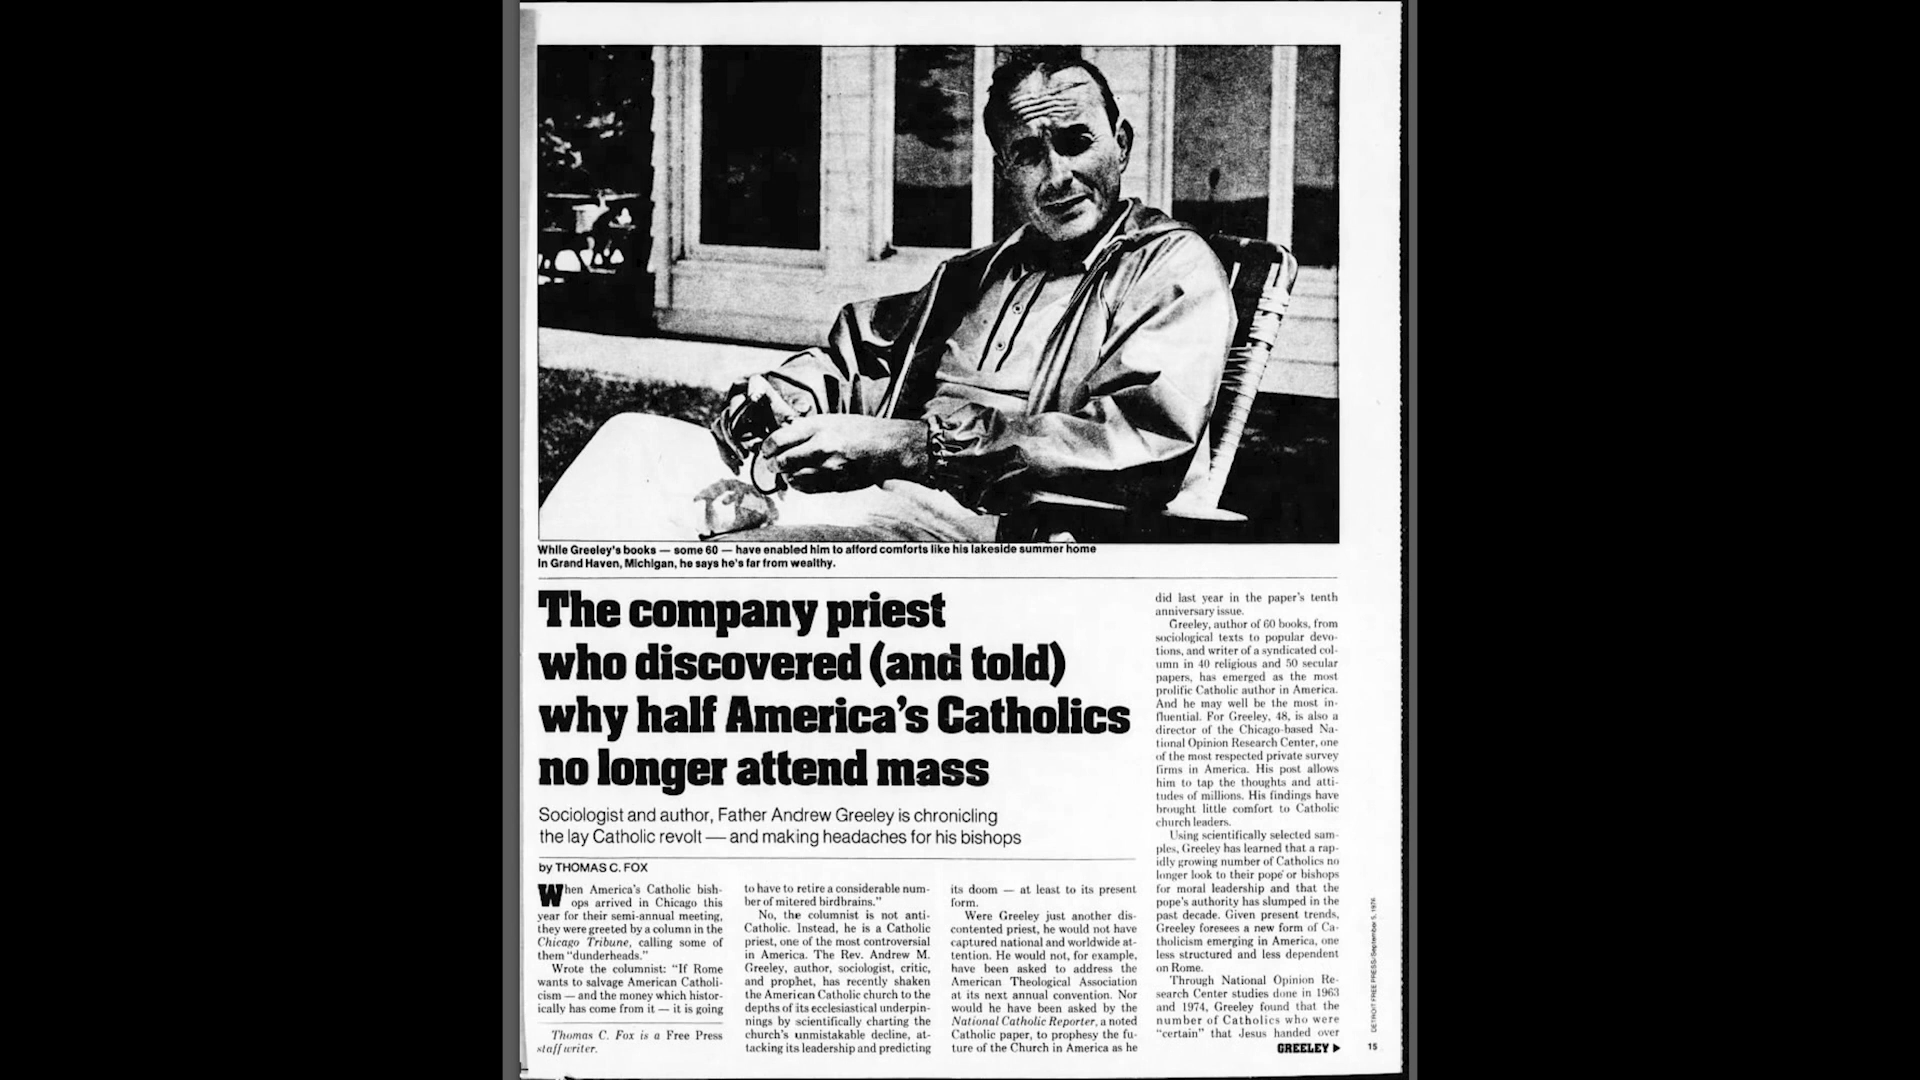 While Greeley's books — some 60 — have enabled him to afford comforts like his lakeside summer home
in Grand Haven, Michigan, he says he's far from wealthy.
The company priest
who discovered (and told)
why half America's Catholics
no longer attend mass
Sociologist and author, Father Andrew Greeley is chronicling
the lay Catholic revolt — and making headaches for his bishops
by THOMAS C. FOX
When America's Catholic bish-
ops arrived in Chicago this
year for their semi-annual meeting,
they were greeted by a column in the
Chicago Tribune, calling some of
them "dunderheads."
Wrote the columnist: "If Rome
wants to salvage American Catholi-
cism — and the money which histor-
ically has come from it — it is going
Thomas C. Fox is a Free Press
staff writer.
to have to retire a considerable num-
ber of mitered birdbrains."
No, the columnist is not anti-
Catholic. Instead, he is a Catholic
priest, one of the most controversial
in America. The Rev. Andrew M.
Greeley, author, sociologist, critic,
and prophet, has recently shaken
the American Catholic church to the
depths of its ecclesiastical underpin-
nings by scientifically charting the
church's unmistakable decline, at-
tacking its leadership and predicting
its doom — at least to its present
form.
Were Greeley just another dis-
contented priest, he would not have
captured national and worldwide at-
tention. He would not, for example,
have been asked to address the
American Theological Association
at its next annual convention. Nor
would he have been asked by the
National Catholic Reporter, a noted
Catholic paper, to prophesy the fu-
ture of the Church in America as he
did last year in the paper's tenth
anniversary issue.
Greeley, author of 60 books, from
sociological texts to popular devo-
tions, and writer of a syndicated col-
umn in 40 religious and 50 secular
papers, has emerged as the most
prolific Catholic author in America.
And he may well be the most in-
fluential. For Greeley, 48, is also a
director of the Chicago-based Na-
tional Opinion Research Center, one
of the most respected private survey
firms in America. His post allows
him to tap the thoughts and atti-
tudes of millions. His findings have
brought little comfort to Catholic
church leaders.
Using scientifically selected sam-
ples, Greeley has learned that a rap-
idly growing number of Catholics no
longer look to their pope or bishops
for moral leadership and that the
pope's authority has slumped in the
past decade. Given present trends,
Greeley foresees a new form of Ca-
tholicism emerging in America, one
less structured and less dependent
on Rome.
Through National Opinion Re-
search Center studies done in 1963
and 1974, Greeley found that the
number of Catholics who were
"certain" that Jesus handed over
GREELEY
DETROIT FREE PRESS/September 5, 1976
15